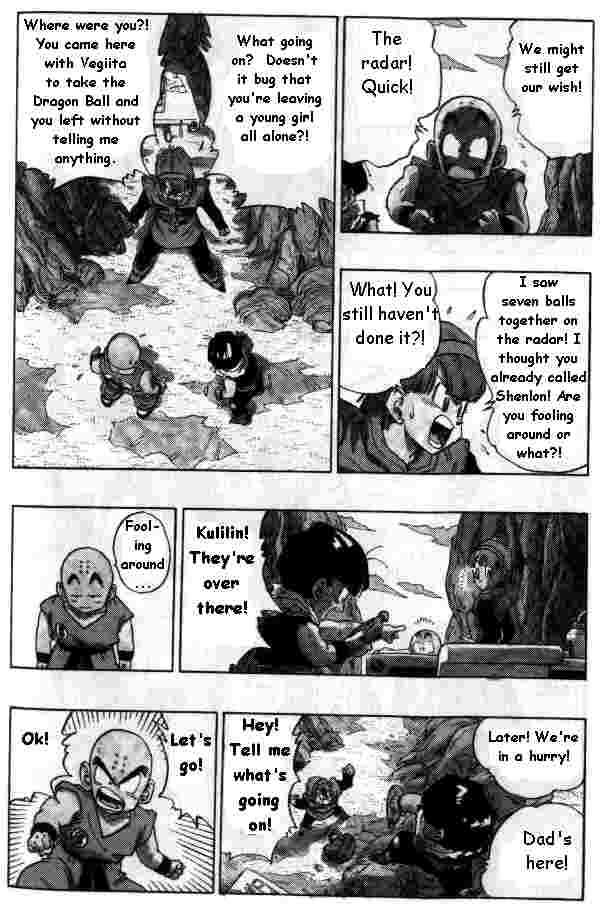 Where were you?!
You came here
with Vegiita
to take the
Dragon Ball and
you left without
telling me
anything.
What going
on? Doesn't
it bug that
you're leaving
a young girl
all alone?!
The
radar!
Quick!
We might
still get
our wish!
What! You
still haven't
done it?!
I saw
seven balls
together on
the radar! I
thought you
already called
Shenlon! Are
you fooling
around or
what?!
Fool-
ing
around
...
Kulilin!
They're
over
there!
Ok!
Let's
go!
Hey!
Tell me
what's
going
on!
Later! We're
in a hurry!
Dad's
here!